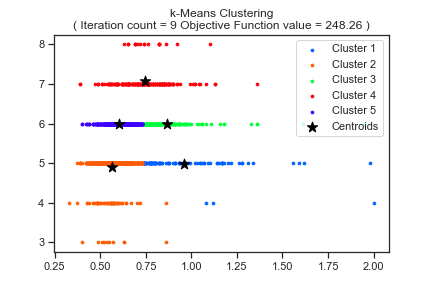 k-Means Clustering
( Iteration count = 9 Objective Function value = 248.26 )
8
7
6
5
4
3
Cluster 1
Cluster 2
Cluster 3
Cluster 4
Cluster 5
Centroids
0.25 0.50 0.75 1.00 1.25 1.50 1.75 2.00